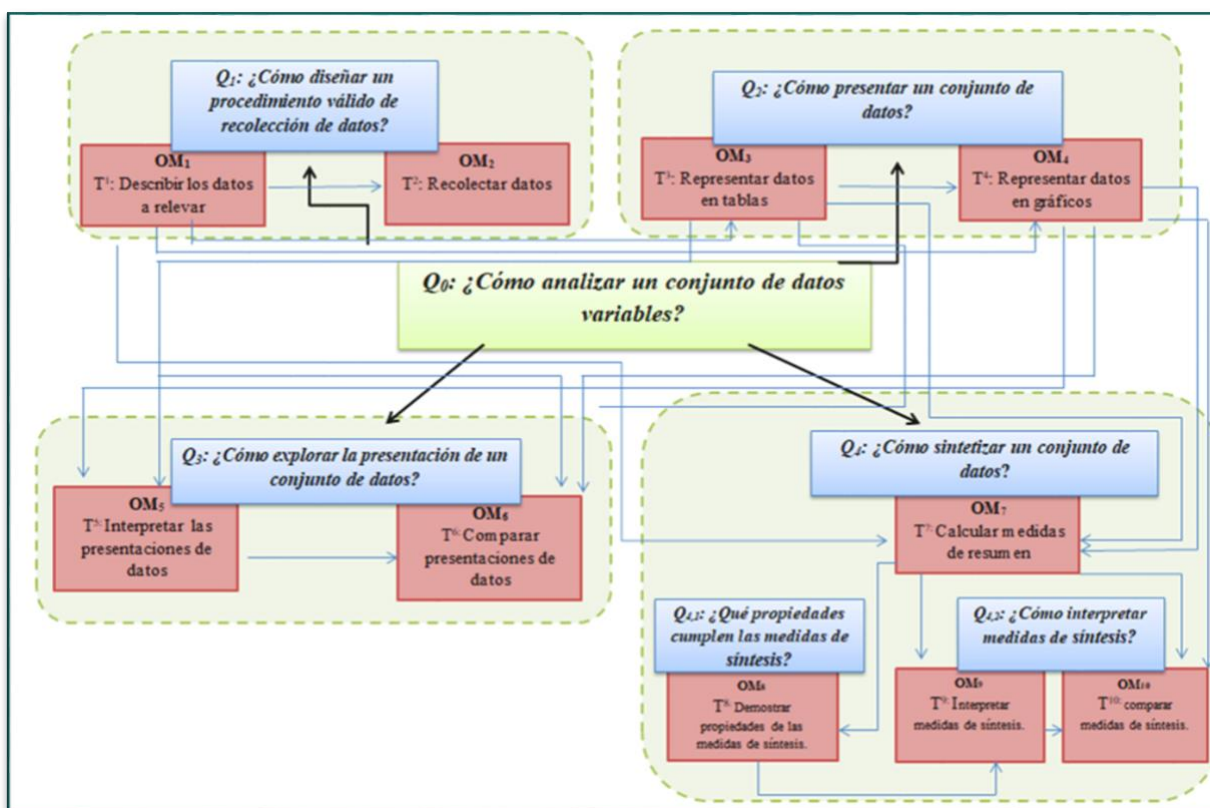 Q1: ¿Cómo diseñar un
procedimiento válido de
recolección de datos?
OM1
T1: Describir los datos
a relevar
OM2
T2: Recolectar datos
Q2: ¿Cómo presentar un conjunto de
datos?
OM3
T3: Representar datos
en tablas
OM4
T4: Representar datos
en gráficos
Q0: ¿Cómo analizar un conjunto de datos
variables?
Q3: ¿Cómo explorar la presentación de un
conjunto de datos?
OM5
T5: Interpretar las
presentaciones de
datos
OM6
T6: Comparar
presentaciones de
datos
Q4: ¿Cómo sintetizar un conjunto de
datos?
OM7
T7: Calcular medidas
de resumen
Q4,1: ¿Qué propiedades
cumplen las medidas de
síntesis?
OM8
T8: Demostrar
propiedades de las
medidas de síntesis.
Q4,2: ¿Cómo interpretar
medidas de síntesis?
OM9
T9: Interpretar
medidas de síntesis.
OM10
T10: comparar
medidas de síntesis.